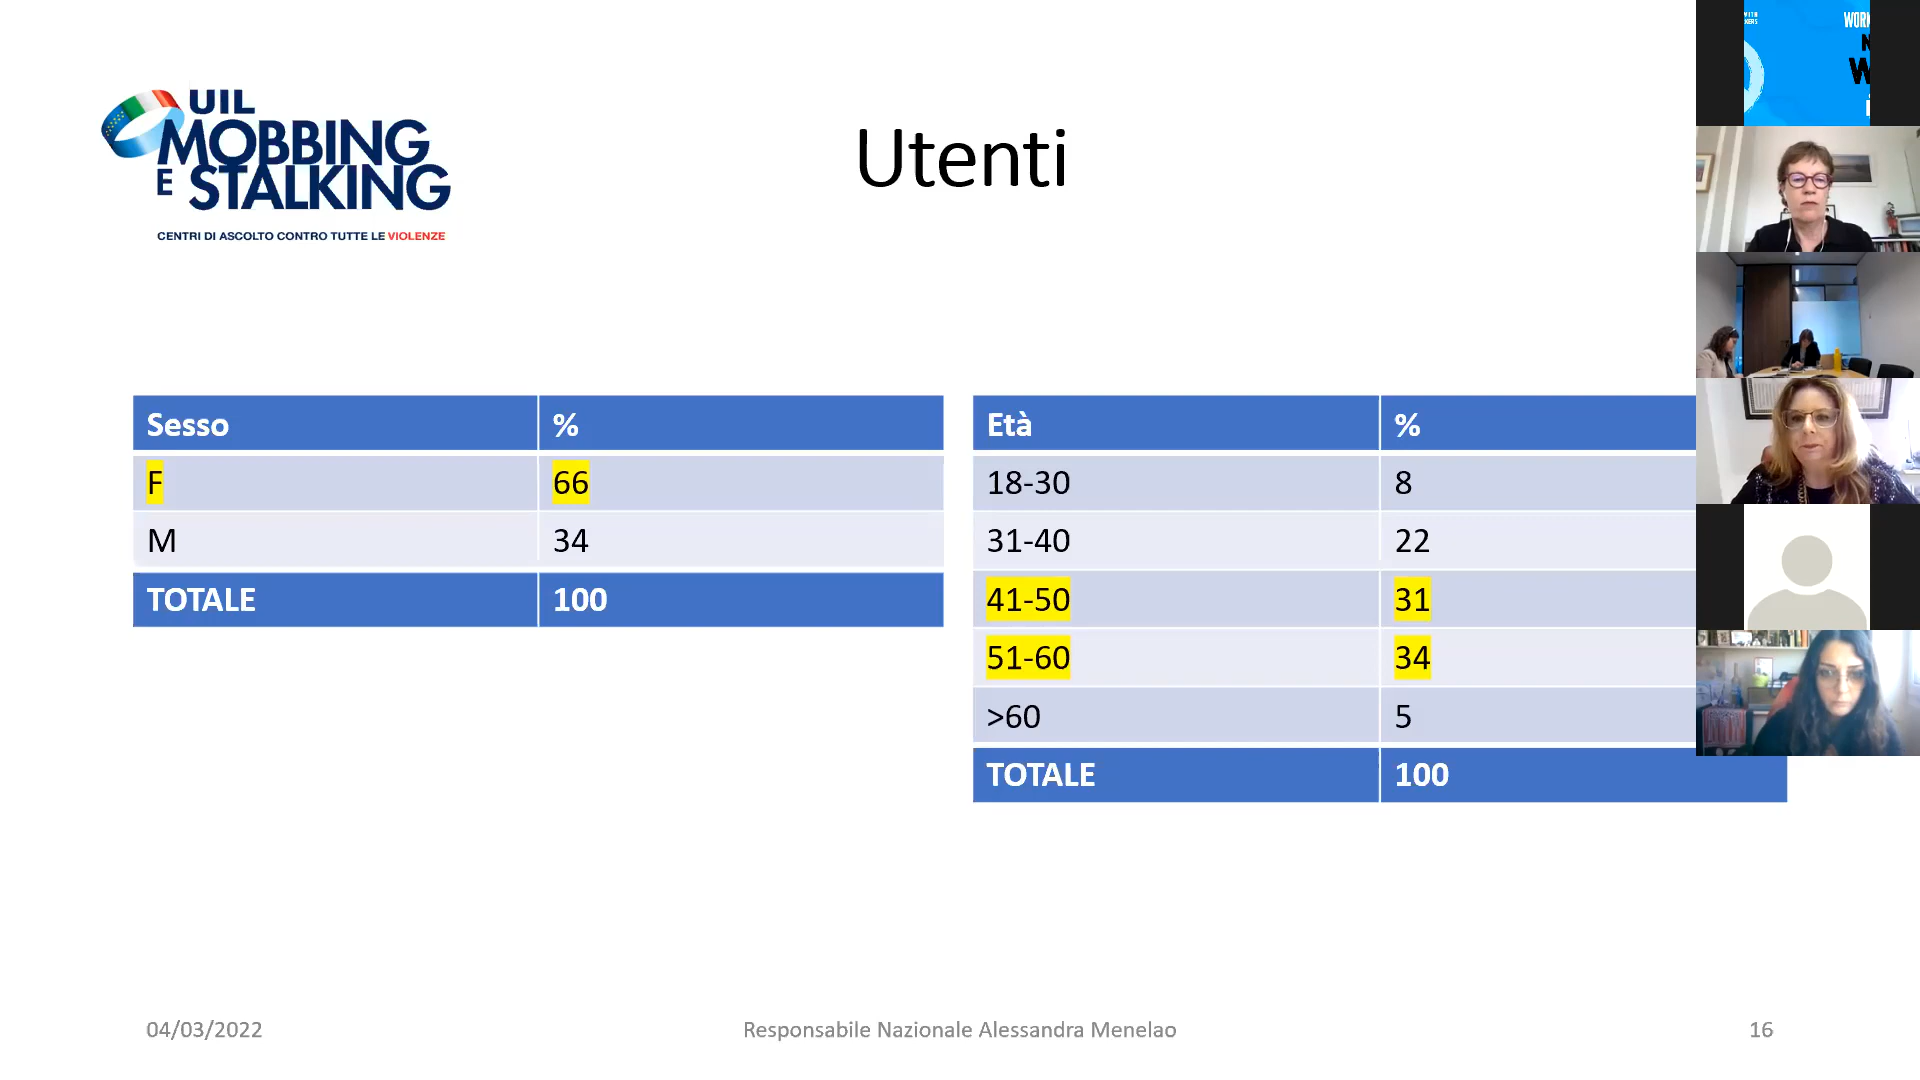 UIL
MOBBING
E STALKING
CENTRI DI ASCOLTO CONTRO TUTTE LE VIOLENZE
Utenti
Sesso %
F 66
M 34
TOTALE 100
Età %
18-30 8
31-40 22
41-50 31
51-60 34
>60 5
TOTALE 100
04/03/2022
Responsabile Nazionale Alessandra Menelao
16